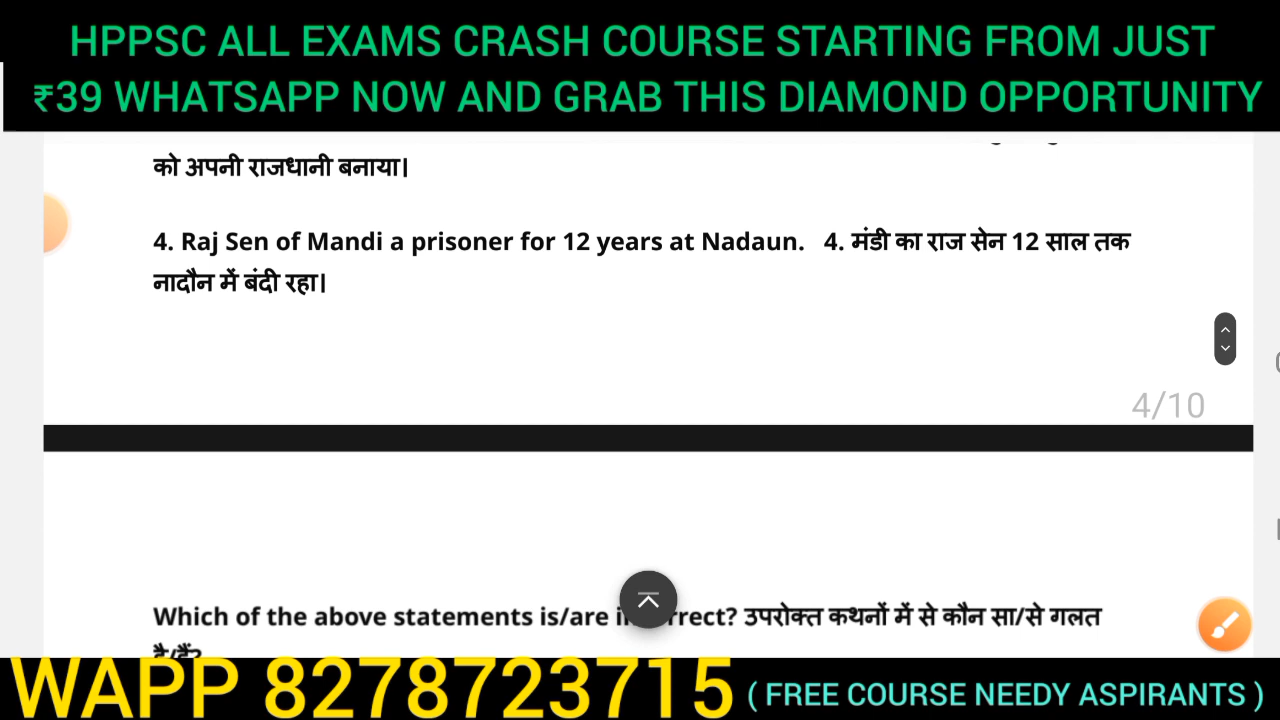 HPPSC ALL EXAMS CRASH COURSE STARTING FROM JUST
₹39 WHATSAPP NOW AND GRAB THIS DIAMOND OPPORTUNITY
को अपनी राजधानी बनाया।
4. Raj Sen of Mandi a prisoner for 12 years at Nadaun. 4. मंडी का राज सेन 12 साल तक
नादौन में बंदी रहा।
4/10
Which of the above statements is/are उपरोक्त कथनों में से कौन सा/से गलत
है/हैं?
WAPP 8278723715 ( FREE COURSE NEEDY ASPIRANTS )